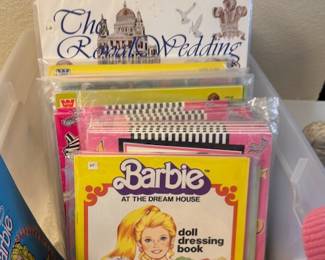 The
Royal Wedding
Barbie
AT THE DREAM HOUSE
doll
dressing
book